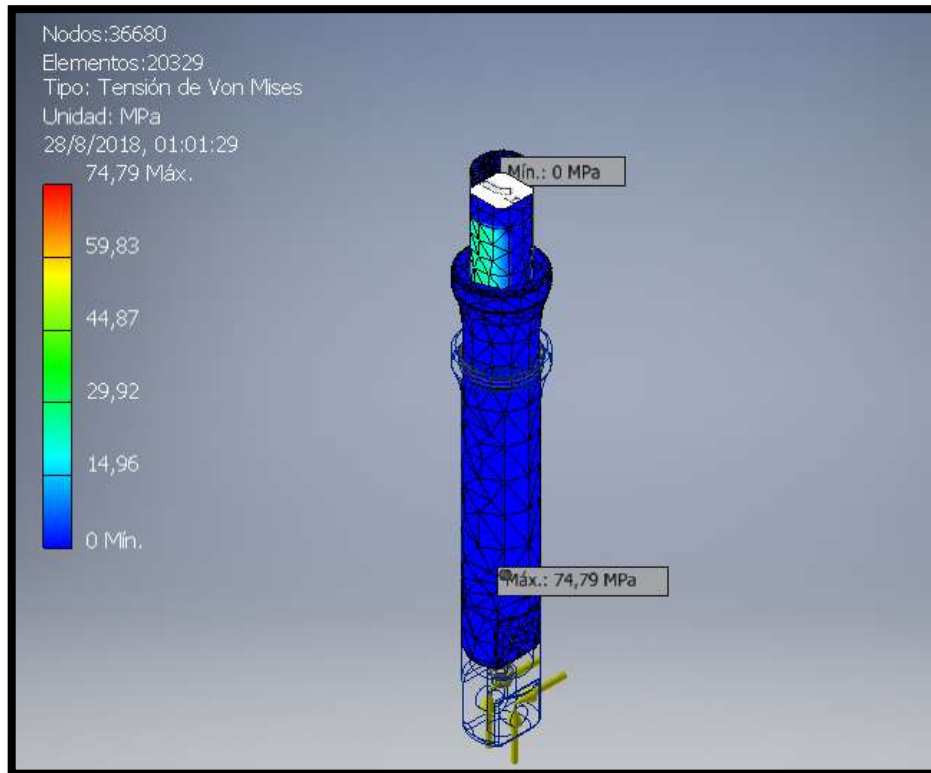 Nodos:36680
Elementos:20329
Tipo: Tensión de Von Mises
Unidad: MPa
28/8/2018, 01:01:29
74,79 Máx.
Mín.: 0 MPa
59,83
44,87
29,92
14,96
0 Mín.
Máx.: 74,79 MPa